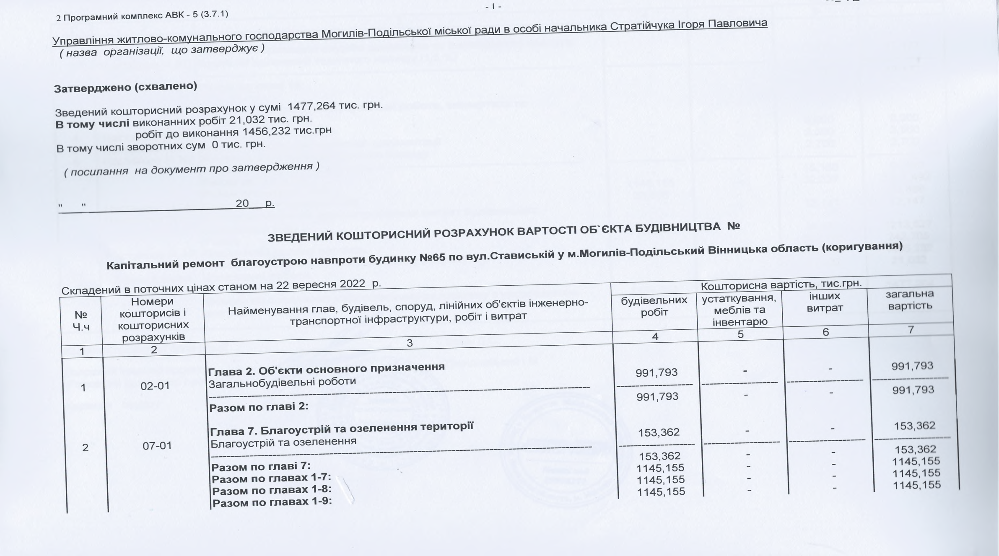 - 1 -
2 Програмний комплекс АВК - 5 (3.7.1)
Управління житлово-комунального господарства Могилів-Подільської міської ради в особі начальника Стратійчука Ігоря Павловича
( назва організації, що затверджує )
Затверджено (схвалено)
Зведений кошторисний розрахунок у сумі 1477,264 тис. грн.
В тому числі виконанних робіт 21,032 тис. грн.
робіт до виконання 1456,232 тис.грн
В тому числі зворотних сум 0 тис. грн.
( посилання на документ про затвердження )
" " 20 р.
ЗВЕДЕНИЙ КОШТОРИСНИЙ РОЗРАХУНОК ВАРТОСТІ ОБ`ЄКТА БУДІВНИЦТВА №
Капітальний ремонт благоустрою навпроти будинку №65 по вул.Ставиській у м.Могилів-Подільський Вінницька область (коригування)
Складений в поточних цінах станом на 22 вересня 2022 р.
№ Ч.ч
Номери кошторисів і кошторисних розрахунків
Найменування глав, будівель, споруд, лінійних об'єктів інженерно-
транспортної інфраструктури, робіт і витрат
Кошторисна вартість, тис.грн.
будівельних робіт
устаткування, меблів та інвентарю
інших витрат
загальна вартість
1 2 3 4 5 6 7
Глава 2. Об'єкти основного призначення
1 02-01 Загальнобудівельні роботи 991,793 - - 991,793
Разом по главі 2: 991,793 - - 991,793
Глава 7. Благоустрій та озеленення території
2 07-01 Благоустрій та озеленення 153,362 - - 153,362
Разом по главі 7: 153,362 - - 153,362
Разом по главах 1-7: 1145,155 - - 1145,155
Разом по главах 1-8: 1145,155 - - 1145,155
Разом по главах 1-9: 1145,155 - - 1145,155